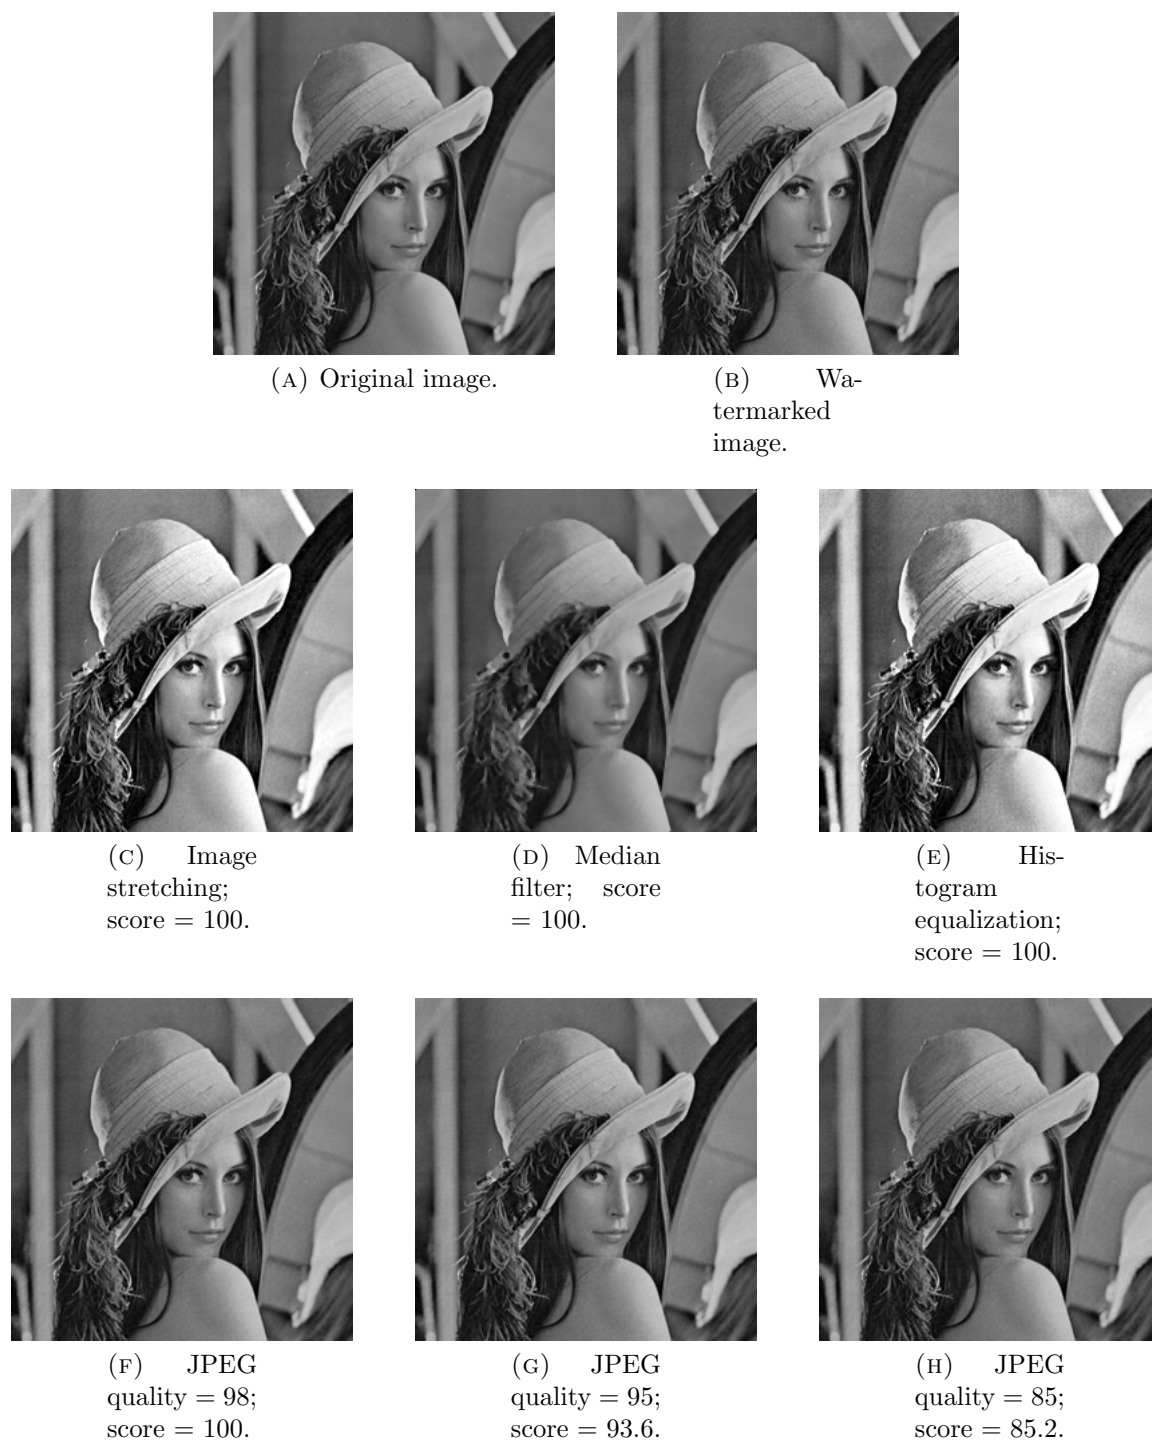 (A) Original image.
(B) Wa-
termarked
image.
(C) Image
stretching;
score = 100.
(D) Median
filter; score
= 100.
(E) His-
togram
equalization;
score = 100.
(F) JPEG
quality = 98;
score = 100.
(G) JPEG
quality = 95;
score = 93.6.
(H) JPEG
quality = 85;
score = 85.2.